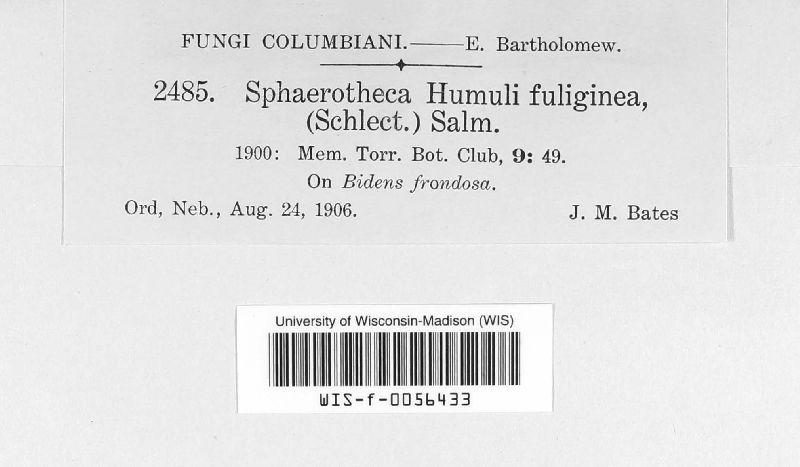 FUNGI COLUMBIANI.——E. Bartholomew.
2485. Sphaerotheca Humuli fuliginea,
(Schlect.) Salm.
1900: Mem. Torr. Bot. Club, 9: 49.
On Bidens frondosa.
Ord, Neb., Aug. 24, 1906. J. M. Bates
University of Wisconsin-Madison (WIS)
WIS-f-0056433